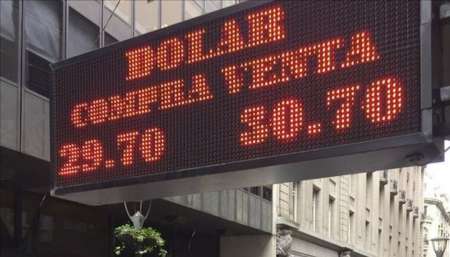 DOLAR
COMPRA VENTA
29.70 30.70